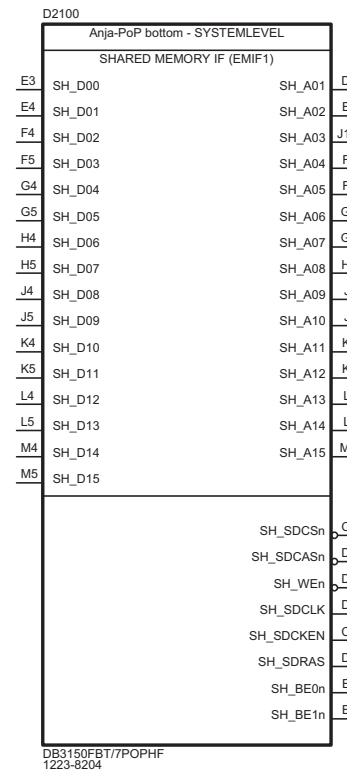 D2100
Anja-PoP bottom - SYSTEMLEVEL
SHARED MEMORY IF (EMIF1)
E3 SH_D00 SH_A01
E4 SH_D01 SH_A02
F4 SH_D02 SH_A03
F5 SH_D03 SH_A04
G4 SH_D04 SH_A05
G5 SH_D05 SH_A06
H4 SH_D06 SH_A07
H5 SH_D07 SH_A08
J4 SH_D08 SH_A09
J5 SH_D09 SH_A10
K4 SH_D10 SH_A11
K5 SH_D11 SH_A12
L4 SH_D12 SH_A13
L5 SH_D13 SH_A14
M4 SH_D14 SH_A15
M5 SH_D15
SH_SDCSn
SH_SDCASn
SH_WEn
SH_SDCLK
SH_SDCKEN
SH_SDRAS
SH_BE0n
SH_BE1n
DB3150FBT/7POPHF
1223-8204